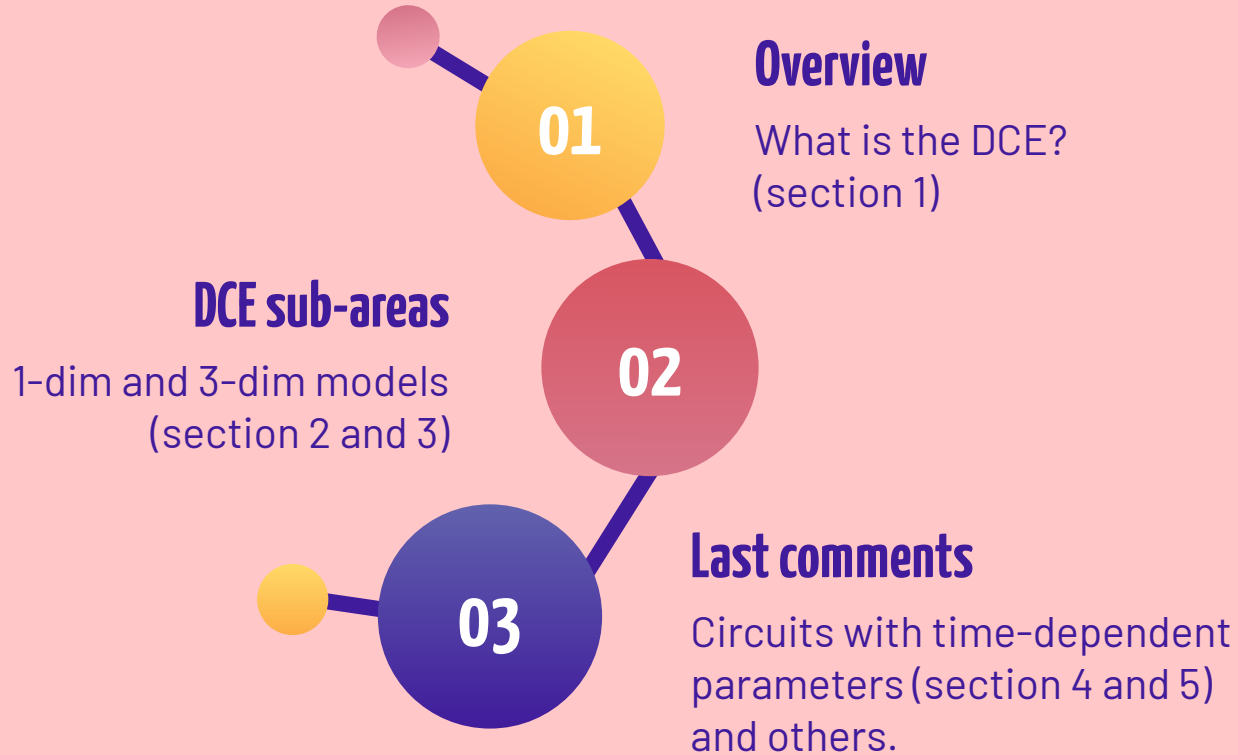 01
Overview
What is the DCE?
(section 1)
DCE sub-areas
1-dim and 3-dim models
(section 2 and 3)
02
03
Last comments
Circuits with time-dependent
parameters (section 4 and 5)
and others.